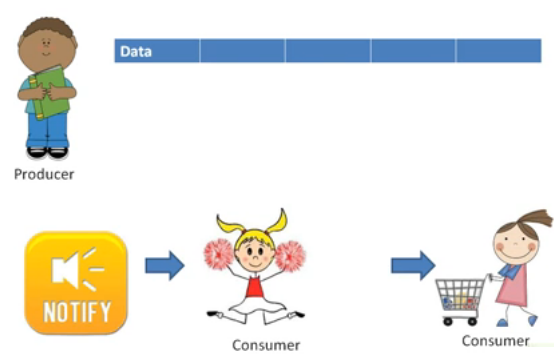 Data
Producer
NOTIFY
Consumer
Consumer